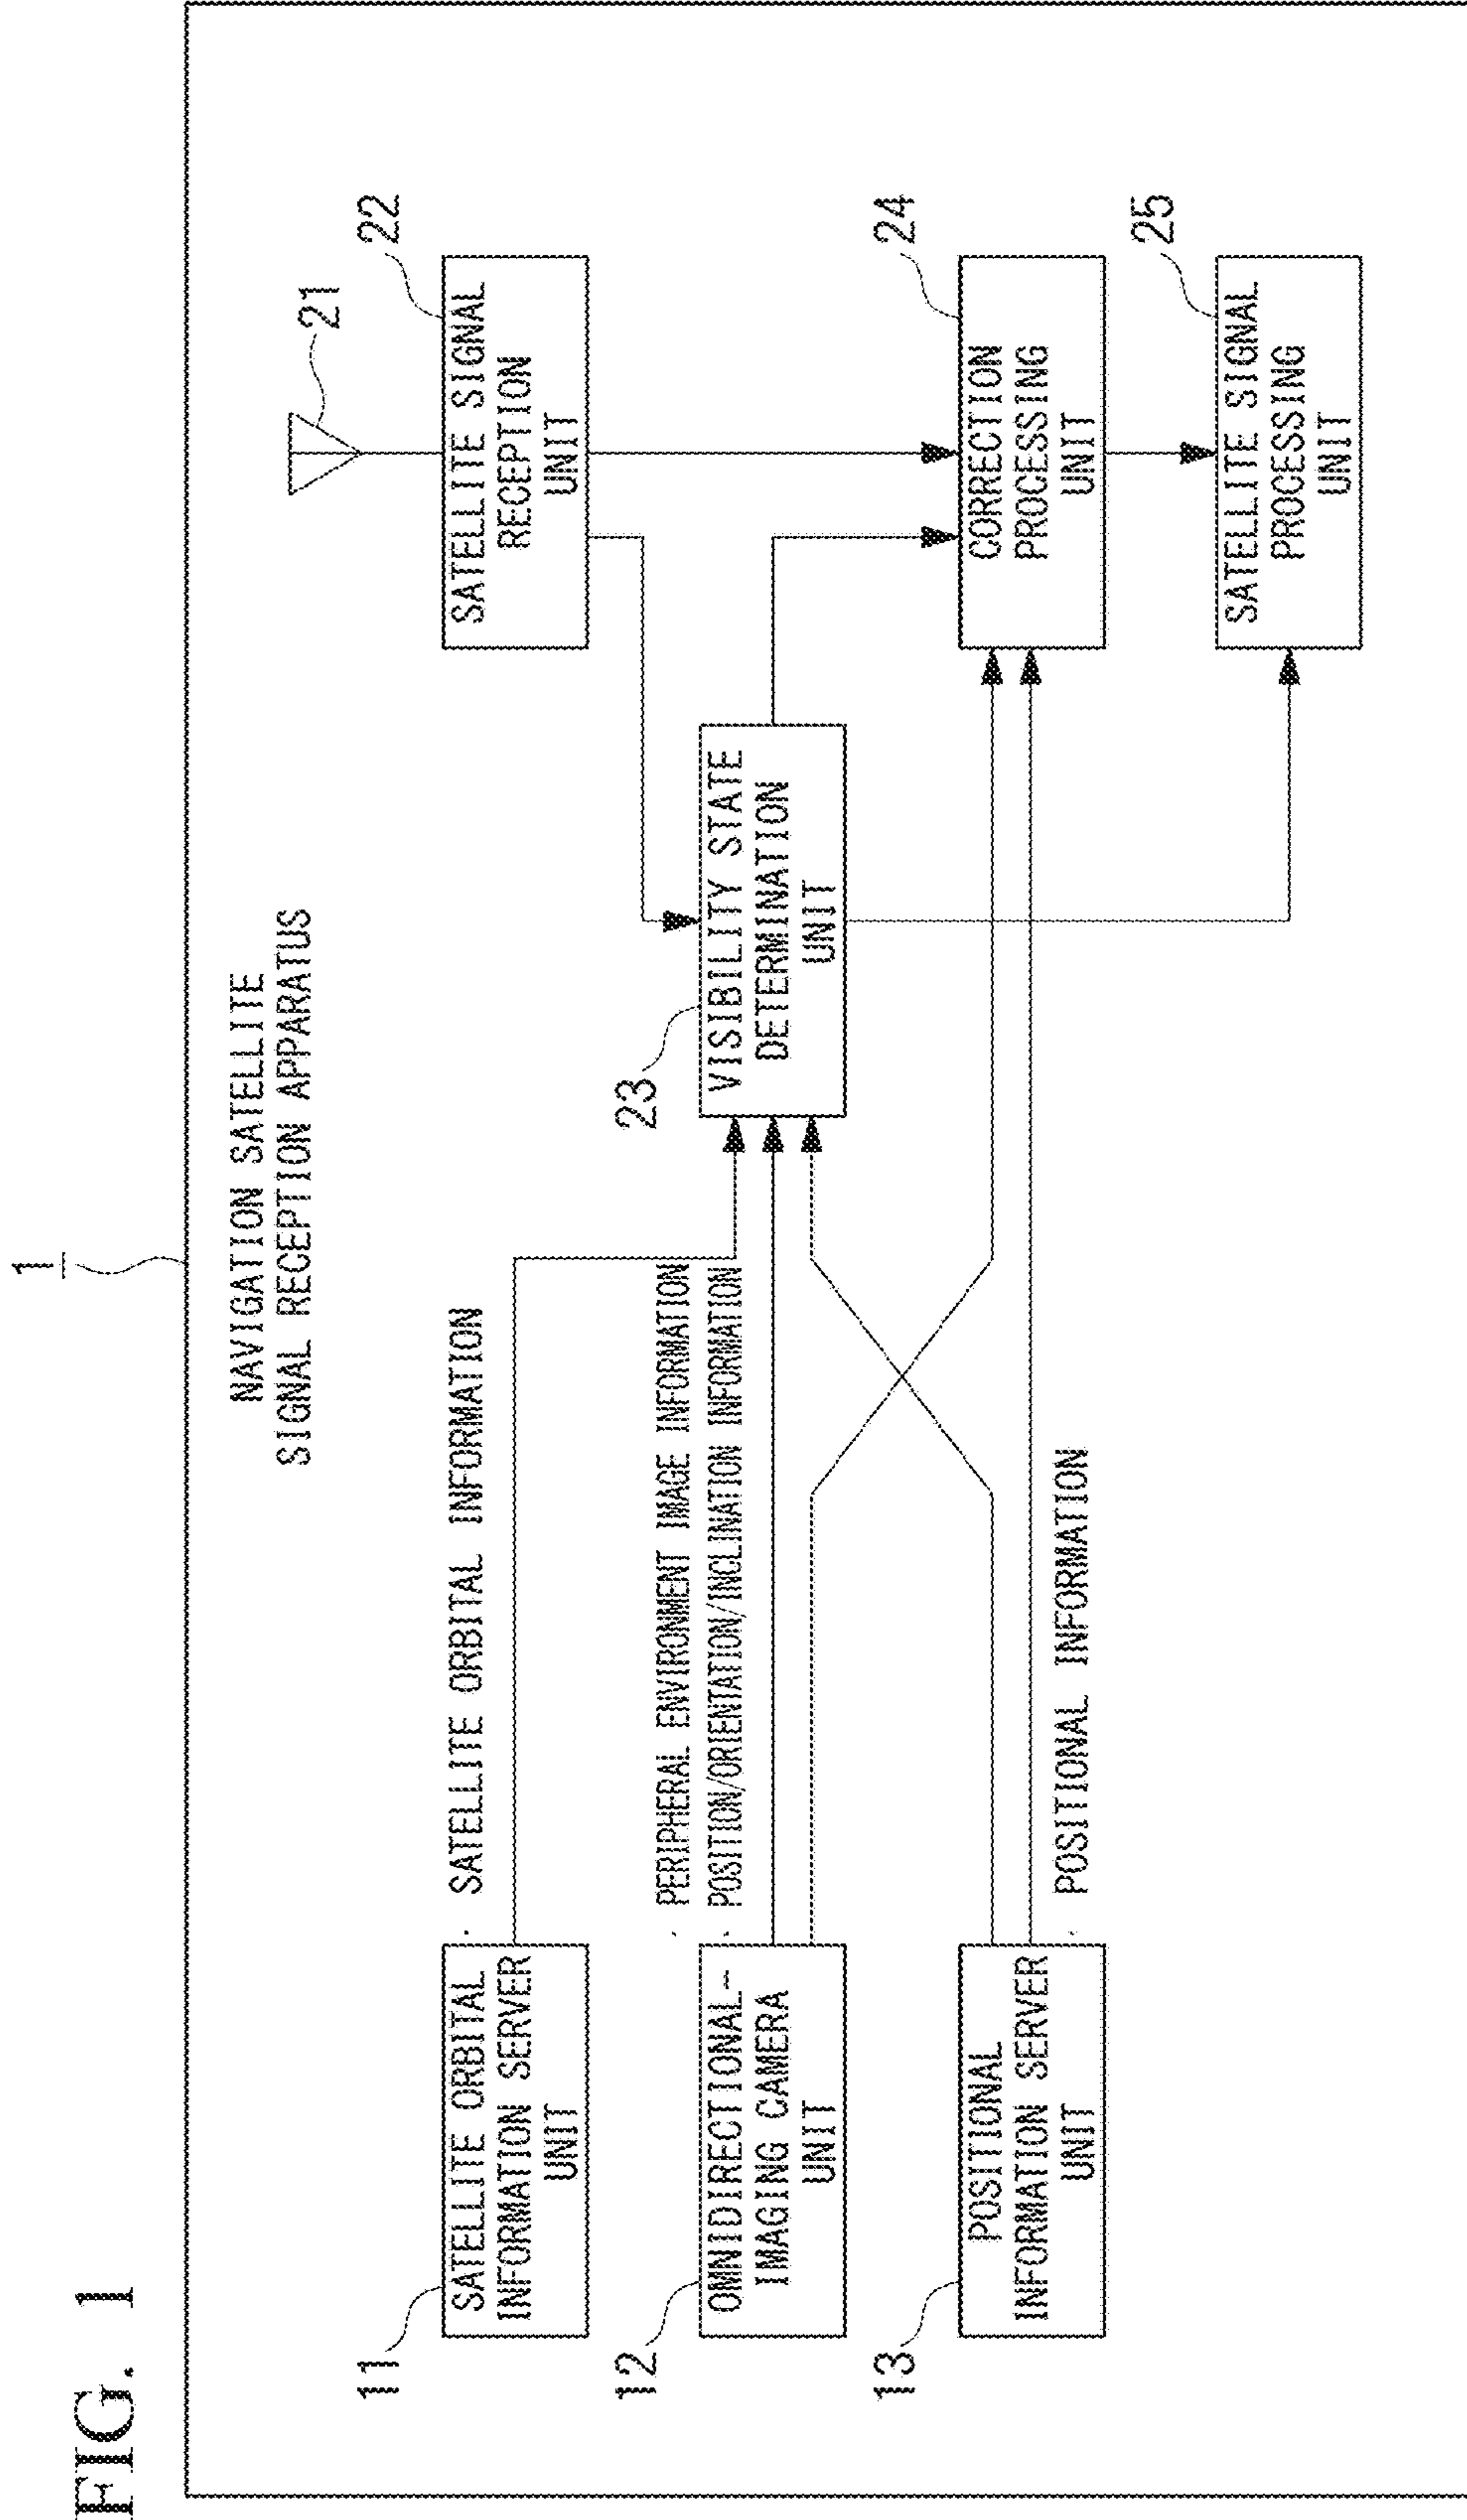 FIG. 1
1
NAVIGATION SATELLITE
SIGNAL RECEPTION APPARATUS
11
SATELLITE ORBITAL
INFORMATION SERVER
UNIT
· SATELLITE ORBITAL INFORMATION
12
OMNIDIRECTIONAL-
IMAGING CAMERA
UNIT
· PERIPHERAL ENVIRONMENT IMAGE INFORMATION
· POSITION/ORIENTATION/INCLINATION INFORMATION
13
POSITIONAL
INFORMATION SERVER
UNIT
· POSITIONAL INFORMATION
21
22
SATELLITE SIGNAL
RECEPTION
UNIT
23
VISIBILITY STATE
DETERMINATION
UNIT
24
CORRECTION
PROCESSING
UNIT
25
SATELLITE SIGNAL
PROCESSING
UNIT